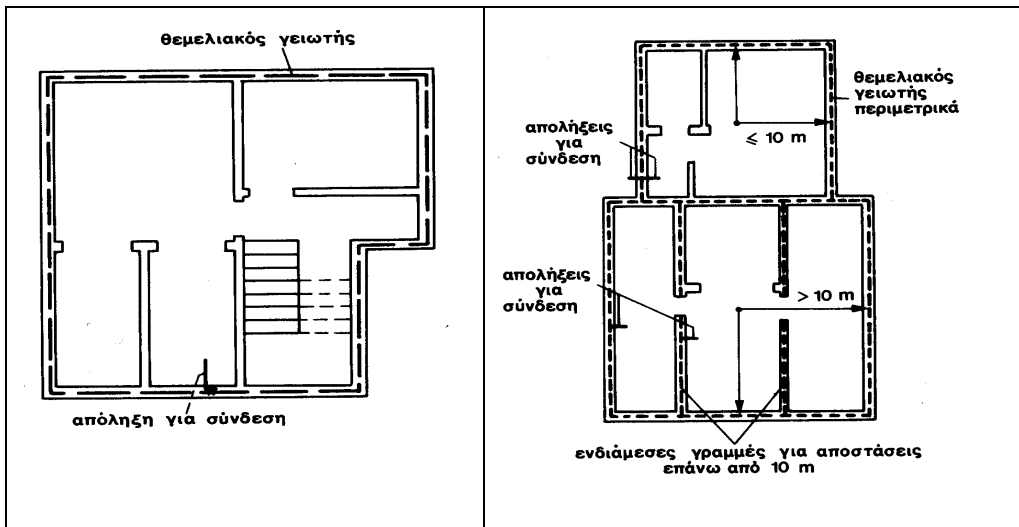 θεμελιακός γειωτής
απόληξη για σύνδεση
θεμελιακός
γειωτής
περιμετρικά
απολήξεις
για
σύνδεση
≤ 10 m
απολήξεις
για
σύνδεση
> 10 m
ενδιάμεσες γραμμές για αποστάσεις
επάνω από 10 m